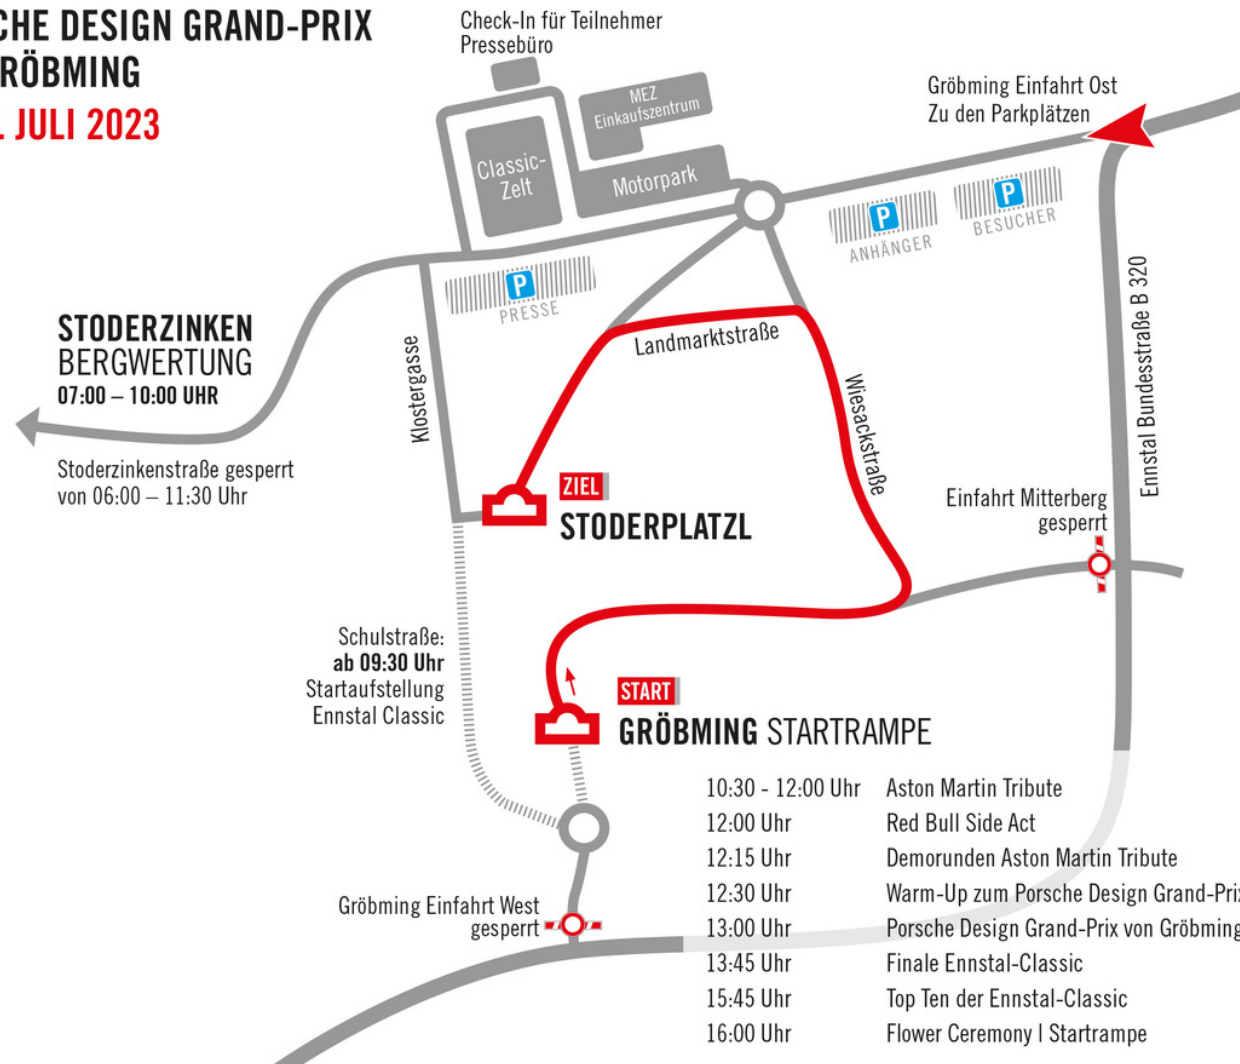 CHE DESIGN GRAND-PRIX
RÖBMING
. JULI 2023
Check-In für Teilnehmer
Pressebüro
MEZ
Einkaufszentrum
Classic-
Zelt
Motorpark
Gröbming Einfahrt Ost
Zu den Parkplätzen
P
ANHÄNGER
P
BESUCHER
P
PRESSE
STODERZINKEN
BERGWERTUNG
07:00 – 10:00 UHR
Stoderzinkenstraße gesperrt
von 06:00 – 11:30 Uhr
Klostergasse
Landmarktstraße
Wiesackstraße
Ennstal Bundesstraße B 320
ZIEL
STODERPLATZL
Einfahrt Mitterberg
gesperrt
Schulstraße:
ab 09:30 Uhr
Startaufstellung
Ennstal Classic
START
GRÖBMING STARTRAMPE
10:30 - 12:00 Uhr Aston Martin Tribute
12:00 Uhr Red Bull Side Act
12:15 Uhr Demorunden Aston Martin Tribute
12:30 Uhr Warm-Up zum Porsche Design Grand-Prix
13:00 Uhr Porsche Design Grand-Prix von Gröbming
13:45 Uhr Finale Ennstal-Classic
15:45 Uhr Top Ten der Ennstal-Classic
16:00 Uhr Flower Ceremony | Startrampe
Gröbming Einfahrt West
gesperrt